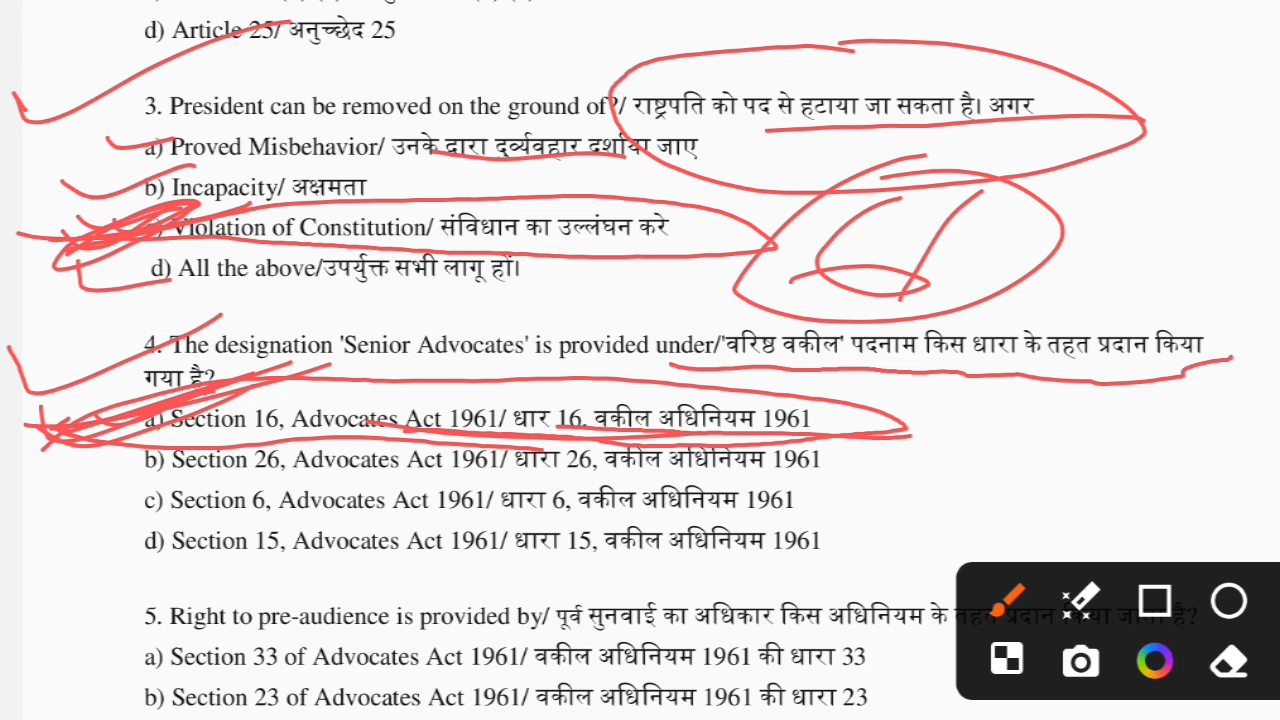 d) Article 25/ अनुच्छेद 25
3. President can be removed on the ground of?/ राष्ट्रपति को पद से हटाया जा सकता है। अगर
a) Proved Misbehavior/ उनके द्वारा दुर्व्यवहार दर्शाया जाए
b) Incapacity/ अक्षमता
c) Violation of Constitution/ संविधान का उल्लंघन करे
d) All the above/उपर्युक्त सभी लागू हों।
4. The designation 'Senior Advocates' is provided under/'वरिष्ठ वकील' पदनाम किस धारा के तहत प्रदान किया
गया है?
a) Section 16, Advocates Act 1961/ धार 16, वकील अधिनियम 1961
b) Section 26, Advocates Act 1961/ धारा 26, वकील अधिनियम 1961
c) Section 6, Advocates Act 1961/ धारा 6, वकील अधिनियम 1961
d) Section 15, Advocates Act 1961/ धारा 15, वकील अधिनियम 1961
5. Right to pre-audience is provided by/ पूर्व सुनवाई का अधिकार किस अधिनियम के तहत प्रदान किया जाता है?
a) Section 33 of Advocates Act 1961/ वकील अधिनियम 1961 की धारा 33
b) Section 23 of Advocates Act 1961/ वकील अधिनियम 1961 की धारा 23